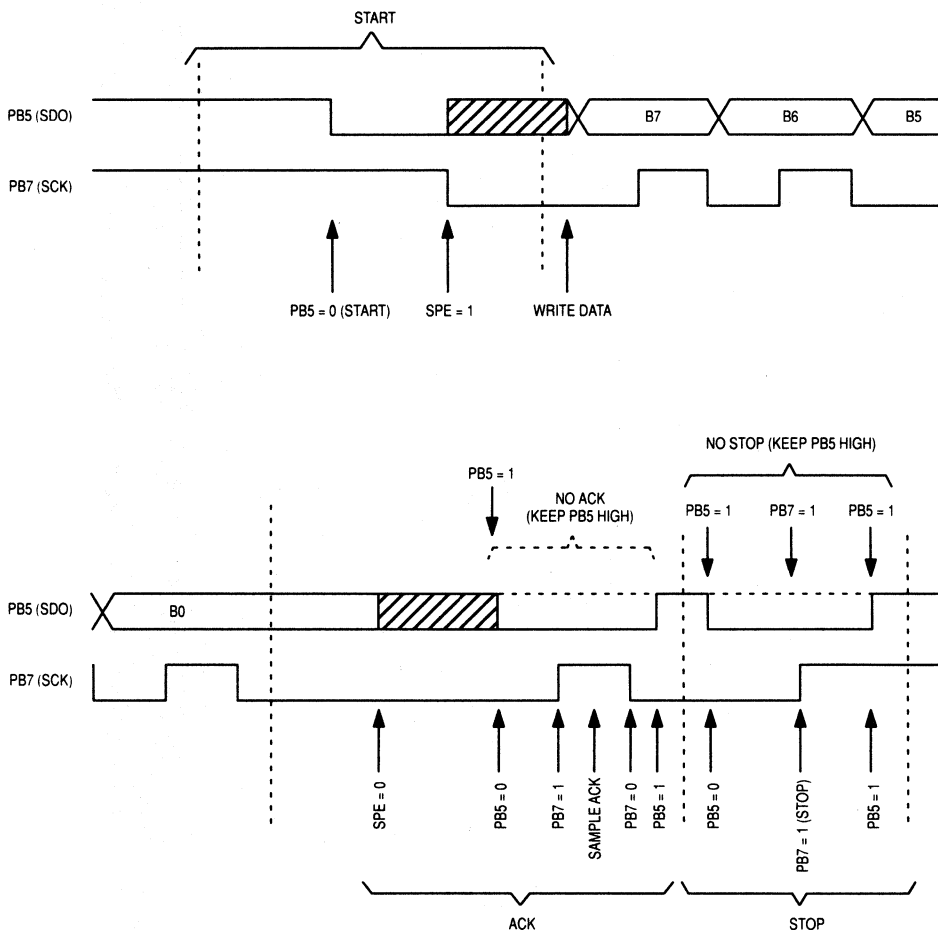 START
PB5 (SDO)
B7
B6
B5
PB7 (SCK)
PB5 = 0 (START)
SPE = 1
WRITE DATA
NO STOP (KEEP PB5 HIGH)
PB5 = 1
NO ACK
(KEEP PB5 HIGH)
PB5 = 1
PB7 = 1
PB5 = 1
PB5 (SDO)
B0
PB7 (SCK)
SPE = 0
PB5 = 0
PB7 = 1
SAMPLE ACK
PB7 = 0
PB5 = 1
PB5 = 0
PB7 = 1 (STOP)
PB5 = 1
ACK
STOP